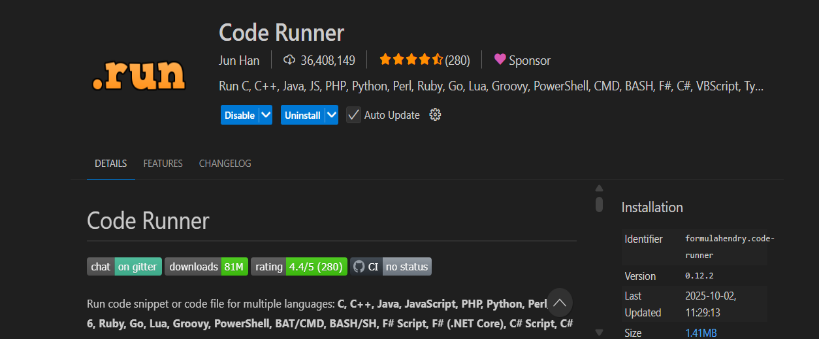 Code Runner
Jun Han 36,408,149 (280) Sponsor
.run
Run C, C++, Java, JS, PHP, Python, Perl, Ruby, Go, Lua, Groovy, PowerShell, CMD, BASH, F#, C#, VBScript, Ty...
Disable Uninstall Auto Update
DETAILS FEATURES CHANGELOG
Code Runner
chat on gitter downloads 81M rating 4.4/5 (280) CI no status
Run code snippet or code file for multiple languages: C, C++, Java, JavaScript, PHP, Python, Perl
6, Ruby, Go, Lua, Groovy, PowerShell, BAT/CMD, BASH/SH, F# Script, F# (.NET Core), C# Script, C#
Installation
Identifier formulahendry.code-
runner
Version 0.12.2
Last 2025-10-02,
Updated 11:29:13
Size 1.41MB